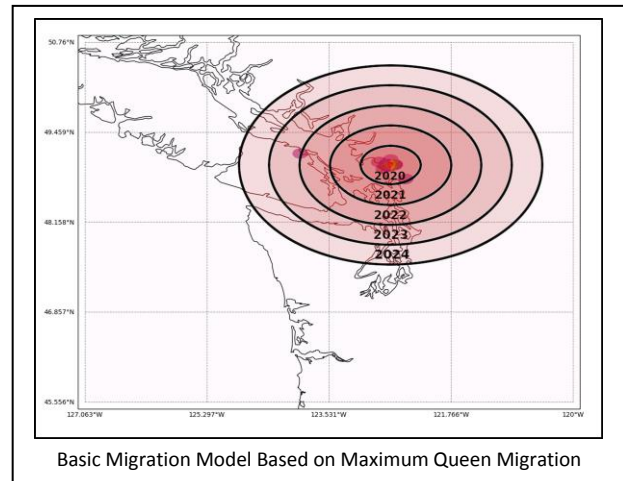 50.76°N
49.459°N
48.158°N
46.857°N
45.556°N
2020
2021
2022
2023
2024
127.063°W 125.297°W 123.531°W 121.766°W 120°W
Basic Migration Model Based on Maximum Queen Migration